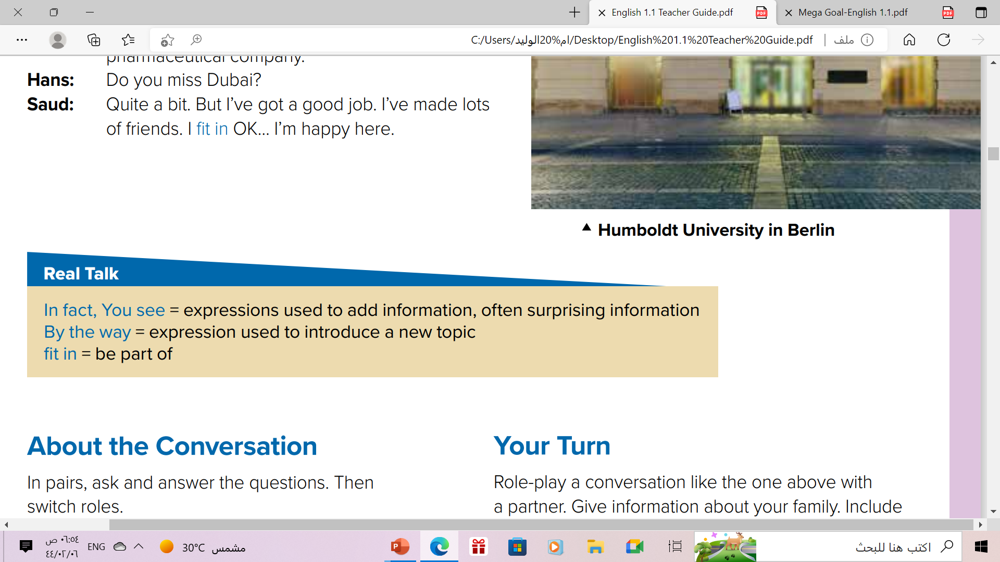 English 1.1 Teacher Guide.pdf
Mega Goal-English 1.1.pdf
C:/Users/ام%20الوليد/Desktop/English%201.1%20Teacher%20Guide.pdf
ملف
pharmaceutical company.
Hans: Do you miss Dubai?
Saud: Quite a bit. But I’ve got a good job. I’ve made lots
of friends. I fit in OK... I’m happy here.
▲ Humboldt University in Berlin
Real Talk
In fact, You see = expressions used to add information, often surprising information
By the way = expression used to introduce a new topic
fit in = be part of
About the Conversation
In pairs, ask and answer the questions. Then
switch roles.
Your Turn
Role-play a conversation like the one above with
a partner. Give information about your family. Include
٠٦:٥٤ ص
٤٤/٠٢/٠٦
ENG
30°C مشمس
اكتب هنا للبحث